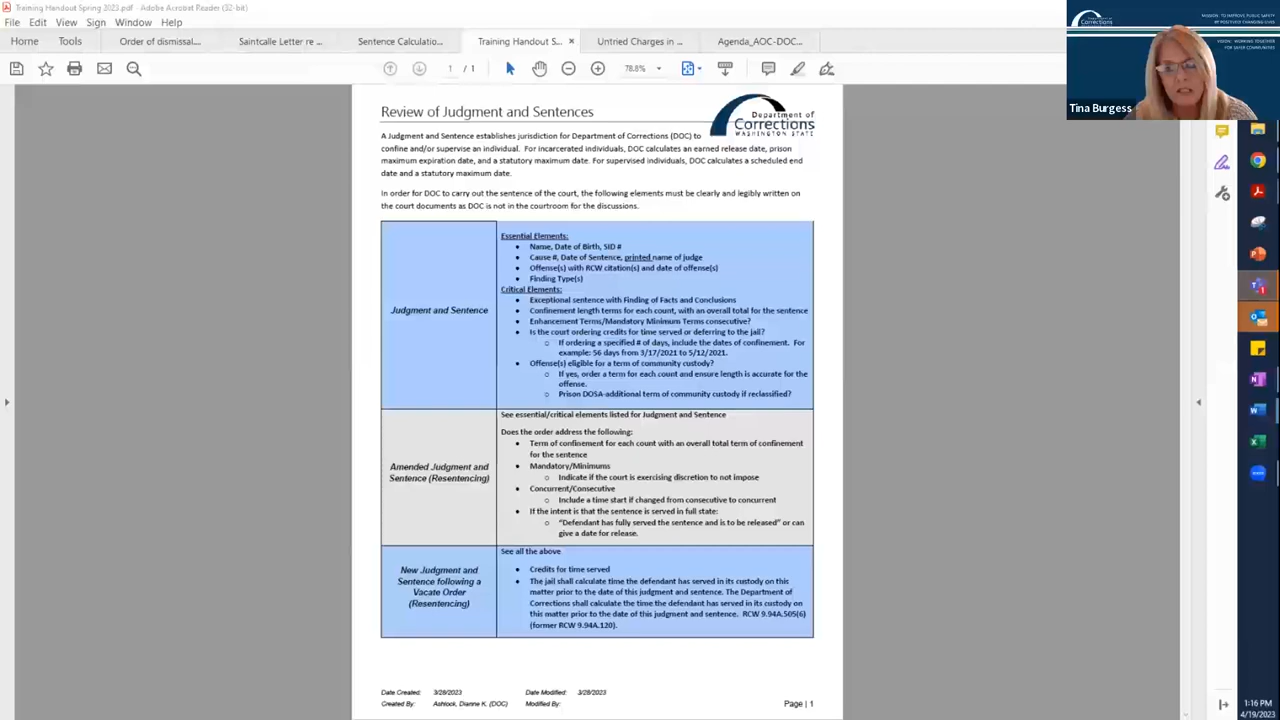 Training Handout Spring 2023.pdf - Adobe Acrobat Reader (32-bit)
File Edit View Sign Window Help
Home Tools Order of dismissal.... Saintcalle Letter re ... Sentence Calculatio... Training Handout S... × Untried Charges in ... Agenda_AOC-DOC...
1 / 1 78.8%
Review of Judgment and Sentences
Department of
Corrections
WASHINGTON STATE
A Judgment and Sentence establishes jurisdiction for Department of Corrections (DOC) to
confine and/or supervise an individual. For incarcerated individuals, DOC calculates an earned release date, prison
maximum expiration date, and a statutory maximum date. For supervised individuals, DOC calculates a scheduled end
date and a statutory maximum date.
In order for DOC to carry out the sentence of the court, the following elements must be clearly and legibly written on
the court documents as DOC is not in the courtroom for the discussions.
Judgment and Sentence
Essential Elements:
• Name, Date of Birth, SID #
• Cause #, Date of Sentence, printed name of judge
• Offense(s) with RCW citation(s) and date of offense(s)
• Finding Type(s)
Critical Elements:
• Exceptional sentence with Finding of Facts and Conclusions
• Confinement length terms for each count, with an overall total for the sentence
• Enhancement Terms/Mandatory Minimum Terms consecutive?
• Is the court ordering credits for time served or deferring to the jail?
o If ordering a specified # of days, include the dates of confinement. For
example: 56 days from 3/17/2021 to 5/12/2021.
• Offense(s) eligible for a term of community custody?
o If yes, order a term for each count and ensure length is accurate for the
offense.
o Prison DOSA-additional term of community custody if reclassified?
Amended Judgment and
Sentence (Resentencing)
See essential/critical elements listed for Judgment and Sentence
Does the order address the following:
• Term of confinement for each count with an overall total term of confinement
for the sentence
• Mandatory/Minimums
o Indicate if the court is exercising discretion to not impose
• Concurrent/Consecutive
o Include a time start if changed from consecutive to concurrent
• If the intent is that the sentence is served in full state:
o "Defendant has fully served the sentence and is to be released" or can
give a date for release.
New Judgment and
Sentence following a
Vacate Order
(Resentencing)
See all the above
• Credits for time served
• The jail shall calculate time the defendant has served in its custody on this
matter prior to the date of this judgment and sentence. The Department of
Corrections shall calculate the time the defendant has served in its custody on
this matter prior to the date of this judgment and sentence. RCW 9.94A.505(6)
(former RCW 9.94A.120).
Date Created: 3/28/2023 Date Modified: 3/28/2023
Created By: Ashlock, Dianne K. (DOC) Modified By: Page | 1
Corrections
MISSION: TO IMPROVE PUBLIC SAFETY
BY POSITIVELY CHANGING LIVES
VISION: WORKING TOGETHER
FOR SAFER COMMUNITIES
Tina Burgess
1:16 PM
4/19/2023